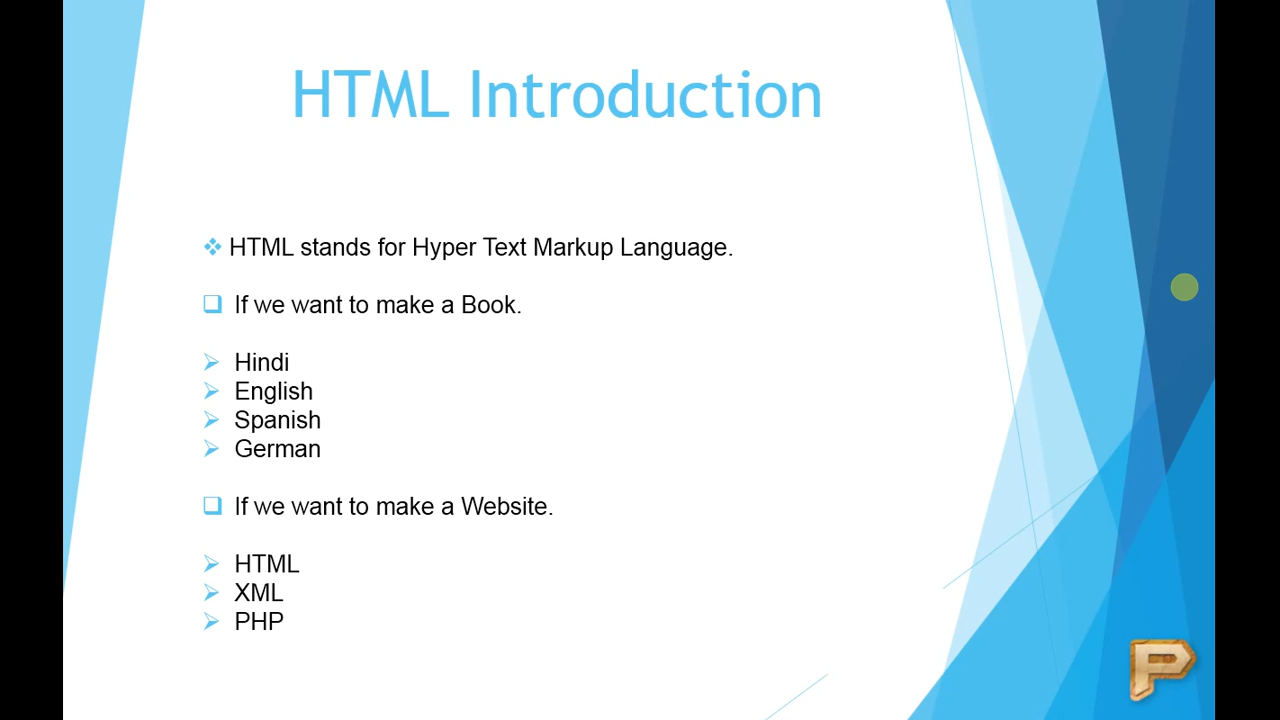 HTML Introduction
HTML stands for Hyper Text Markup Language.
If we want to make a Book.
Hindi
English
Spanish
German
If we want to make a Website.
HTML
XML
PHP
P